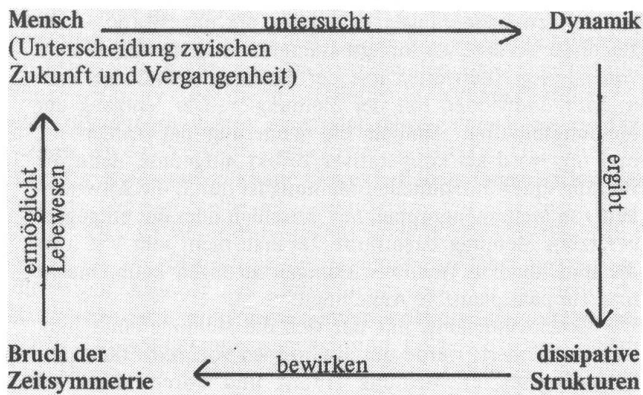 Mensch untersucht Dynamik
(Unterscheidung zwischen
Zukunft und Vergangenheit)
ergibt
ermöglicht
Lebewesen
Bruch der bewirken dissipative
Zeitsymmetrie Strukturen